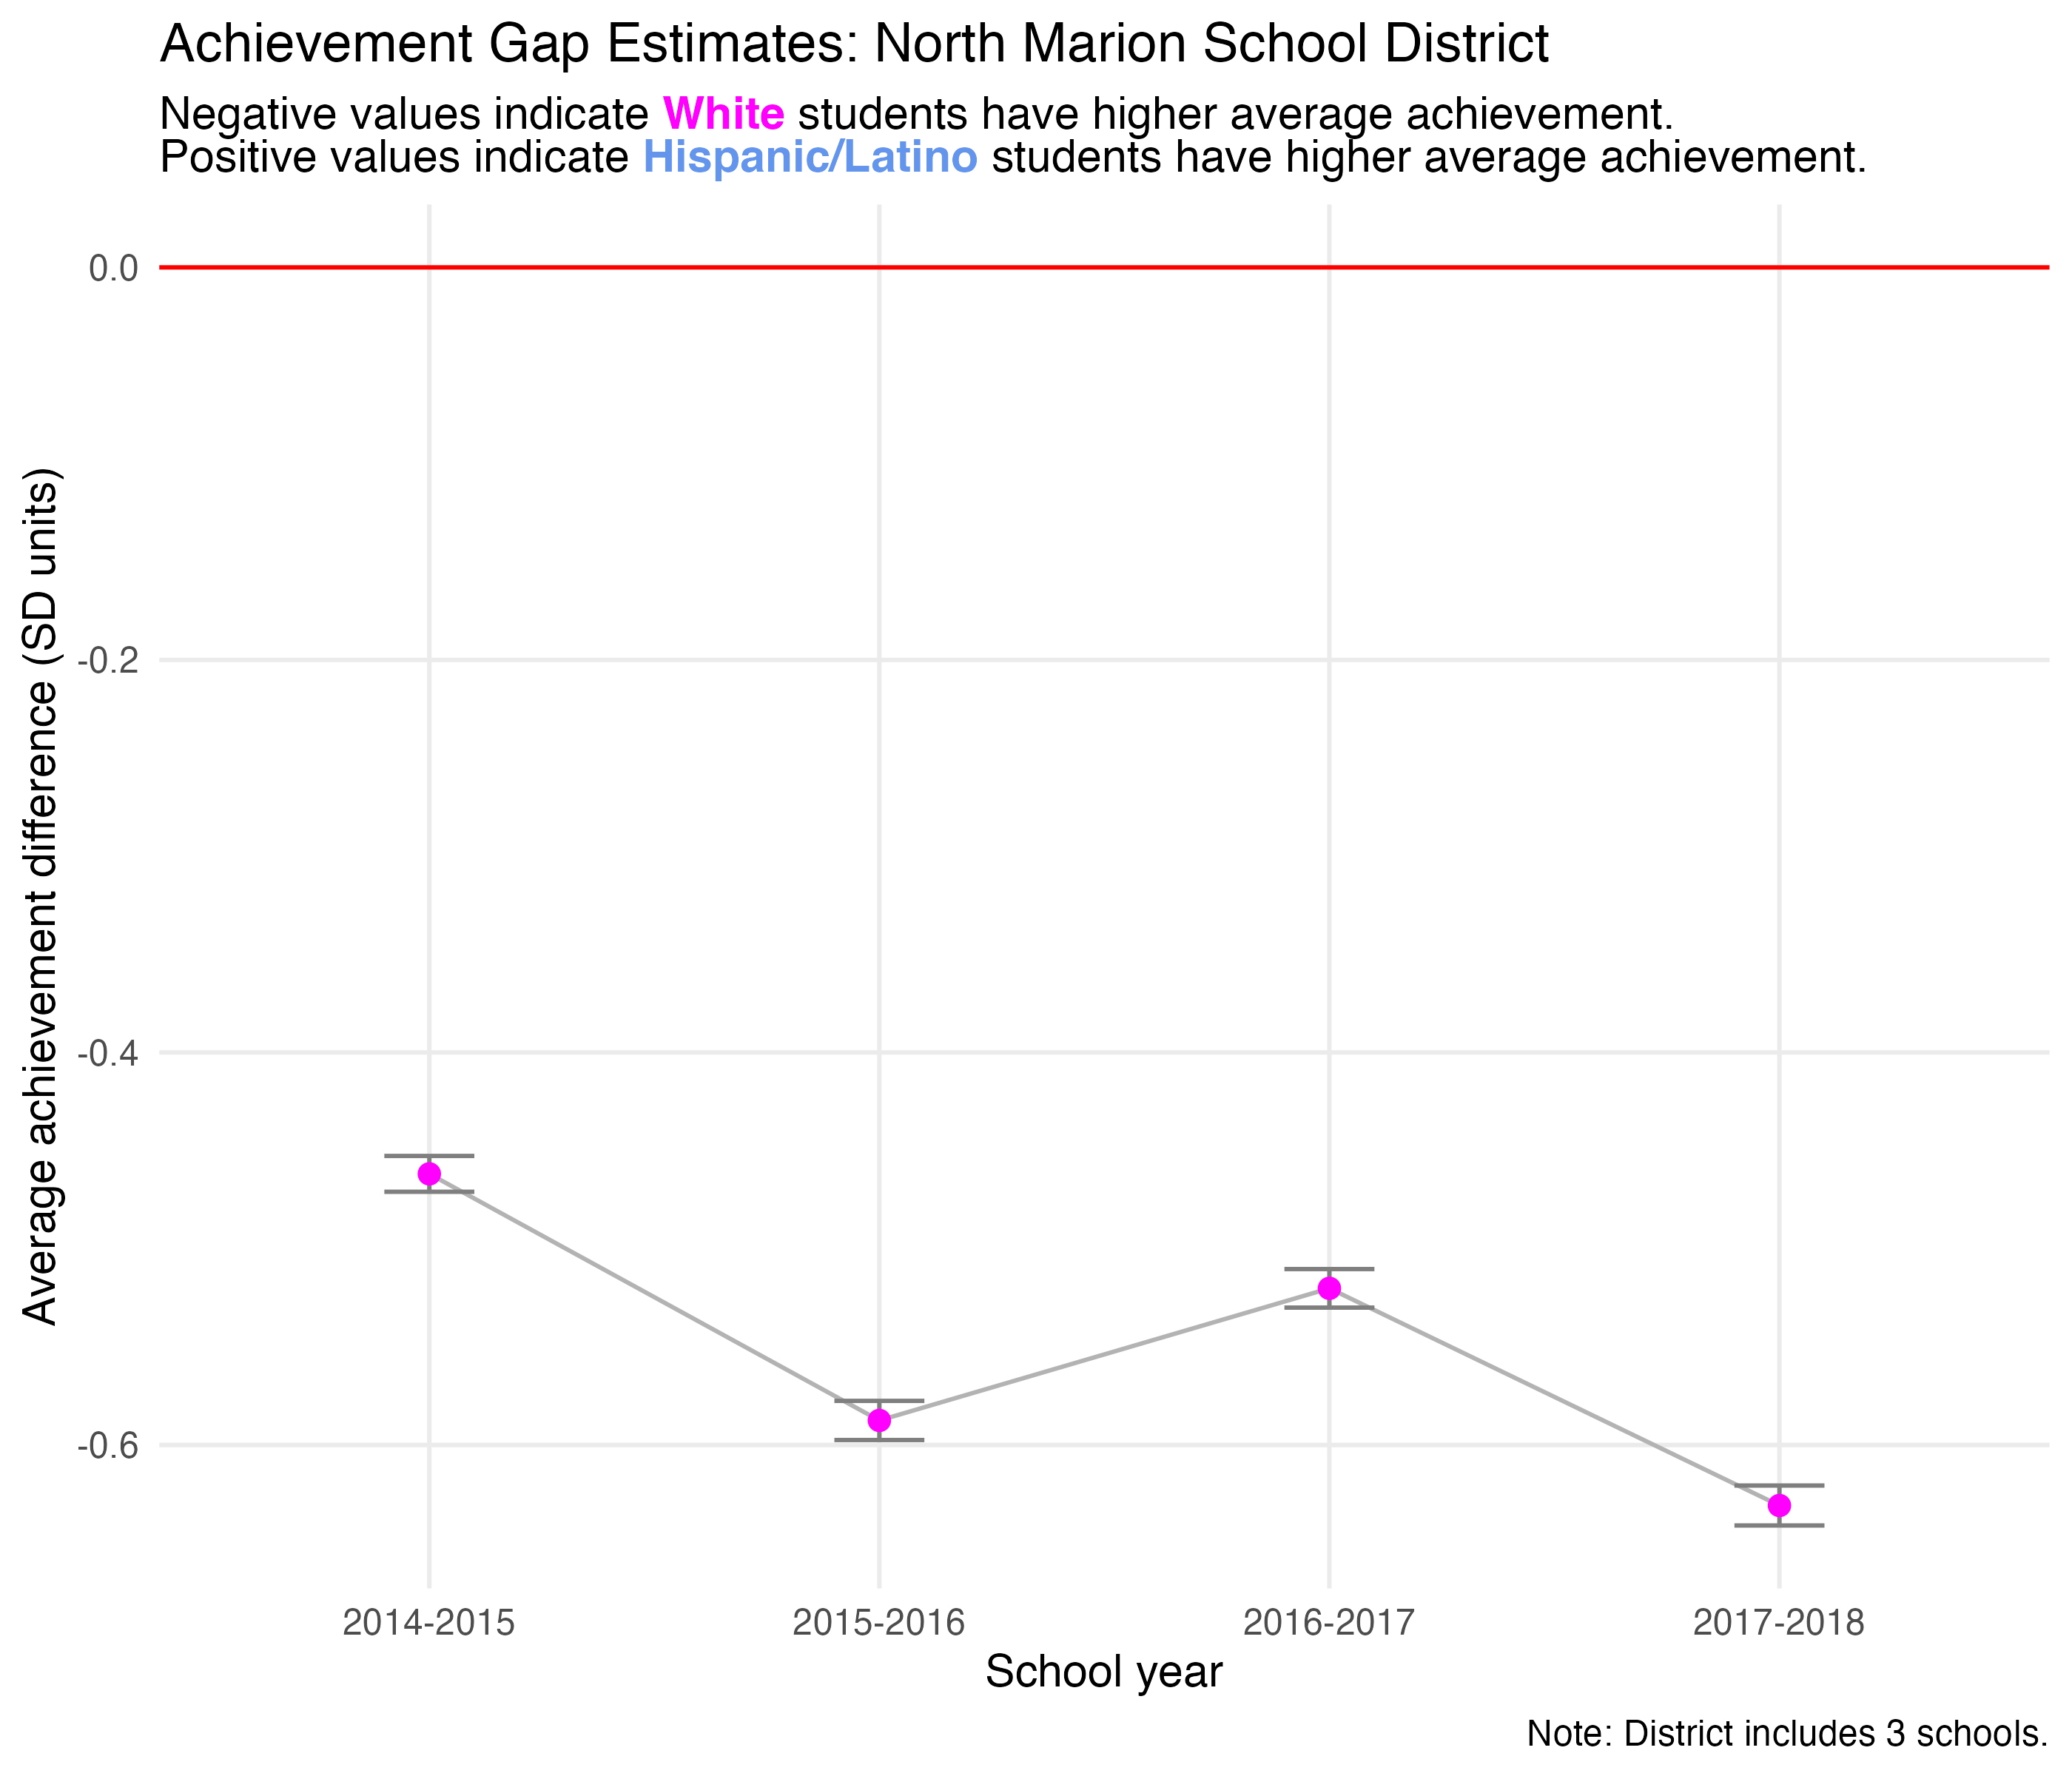 Achievement Gap Estimates: North Marion School District
Negative values indicate White students have higher average achievement.
Positive values indicate Hispanic/Latino students have higher average achievement.
Average achievement difference (SD units)
0.0
-0.2
-0.4
-0.6
2014-2015
2015-2016
2016-2017
2017-2018
School year
Note: District includes 3 schools.